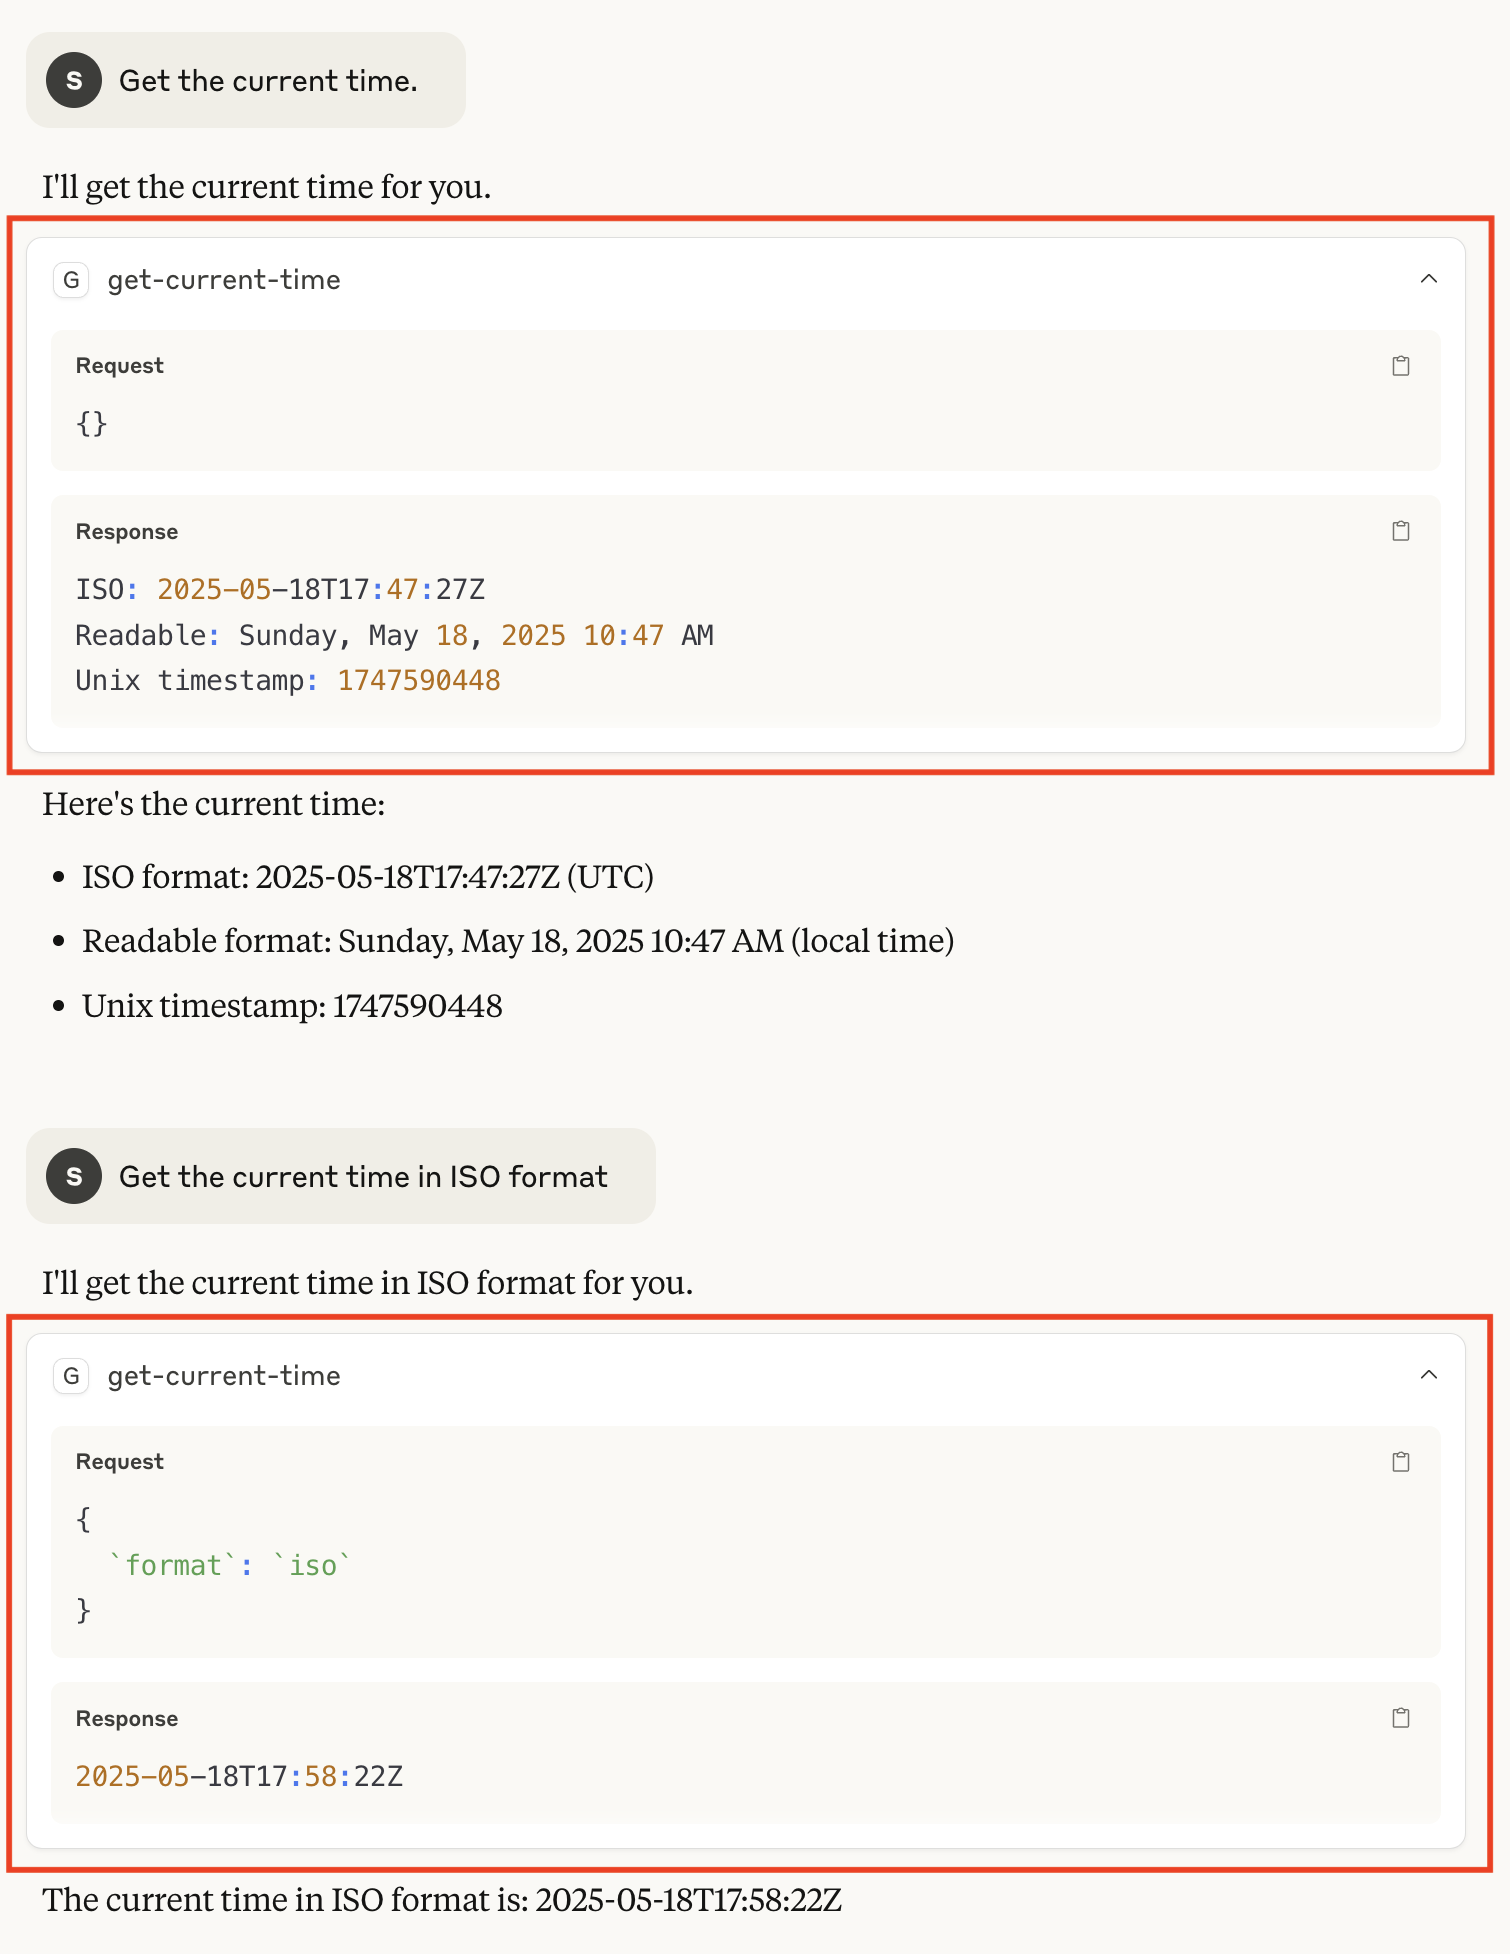 S Get the current time.
I'll get the current time for you.
G get-current-time
Request
{}
Response
ISO: 2025-05-18T17:47:27Z
Readable: Sunday, May 18, 2025 10:47 AM
Unix timestamp: 1747590448
Here's the current time:
• ISO format: 2025-05-18T17:47:27Z (UTC)
• Readable format: Sunday, May 18, 2025 10:47 AM (local time)
• Unix timestamp: 1747590448
S Get the current time in ISO format
I'll get the current time in ISO format for you.
G get-current-time
Request
{
  `format`: `iso`
}
Response
2025-05-18T17:58:22Z
The current time in ISO format is: 2025-05-18T17:58:22Z